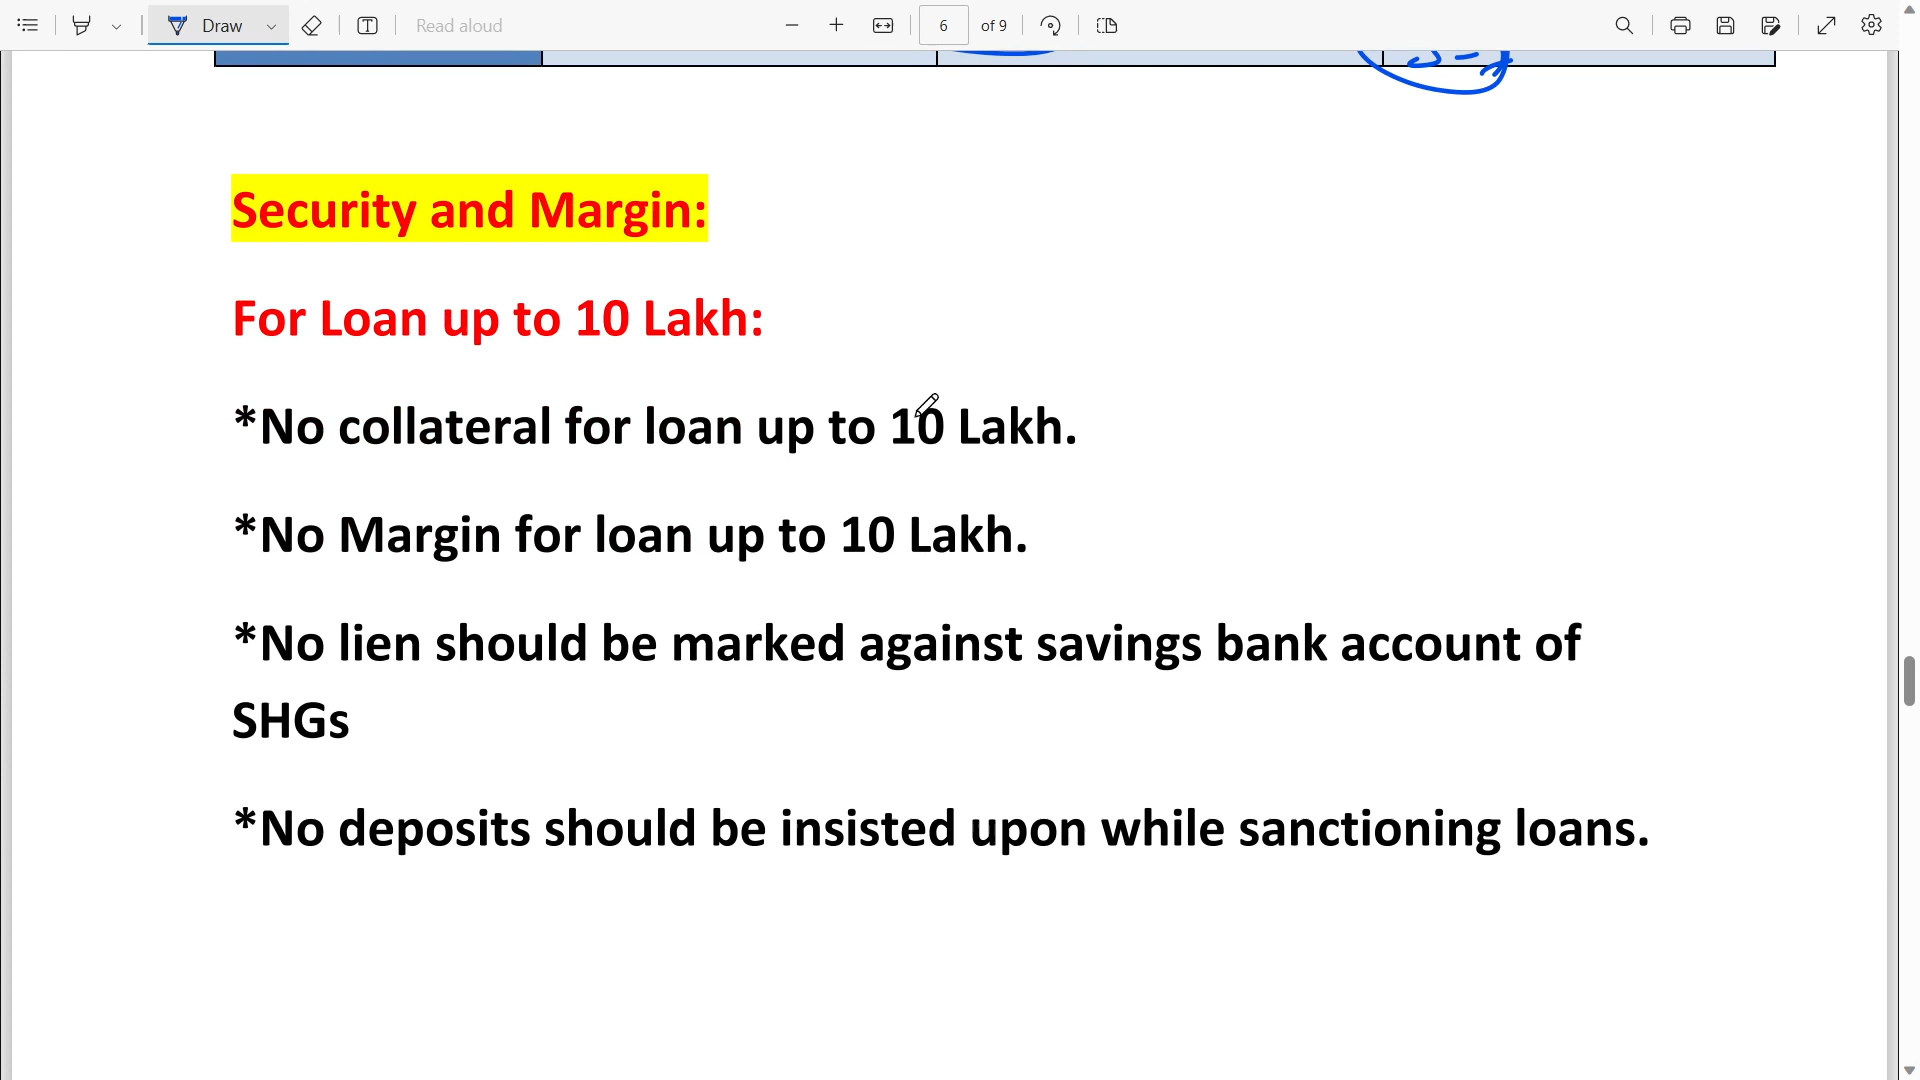 Draw
Read aloud
6 of 9
Security and Margin:
For Loan up to 10 Lakh:
*No collateral for loan up to 10 Lakh.
*No Margin for loan up to 10 Lakh.
*No lien should be marked against savings bank account of
SHGs
*No deposits should be insisted upon while sanctioning loans.